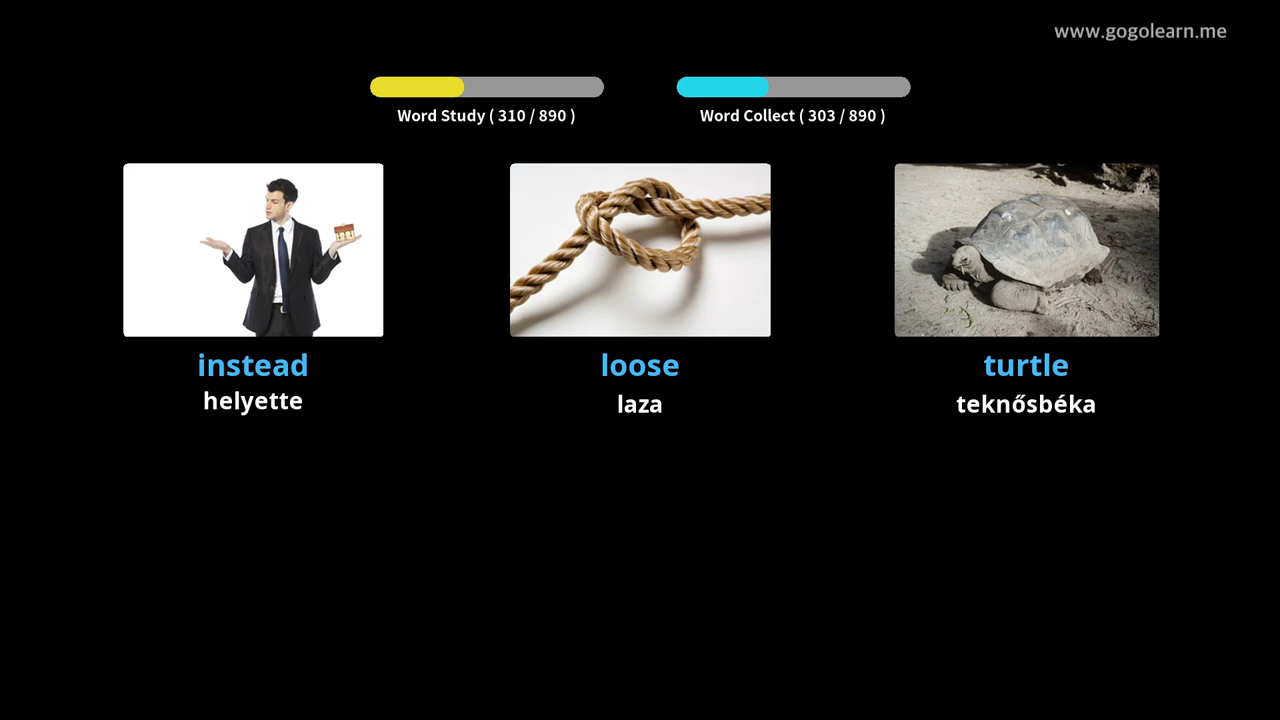 www.gogolearn.me
Word Study ( 310 / 890 )
Word Collect ( 303 / 890 )
instead
helyette
loose
laza
turtle
teknősbéka